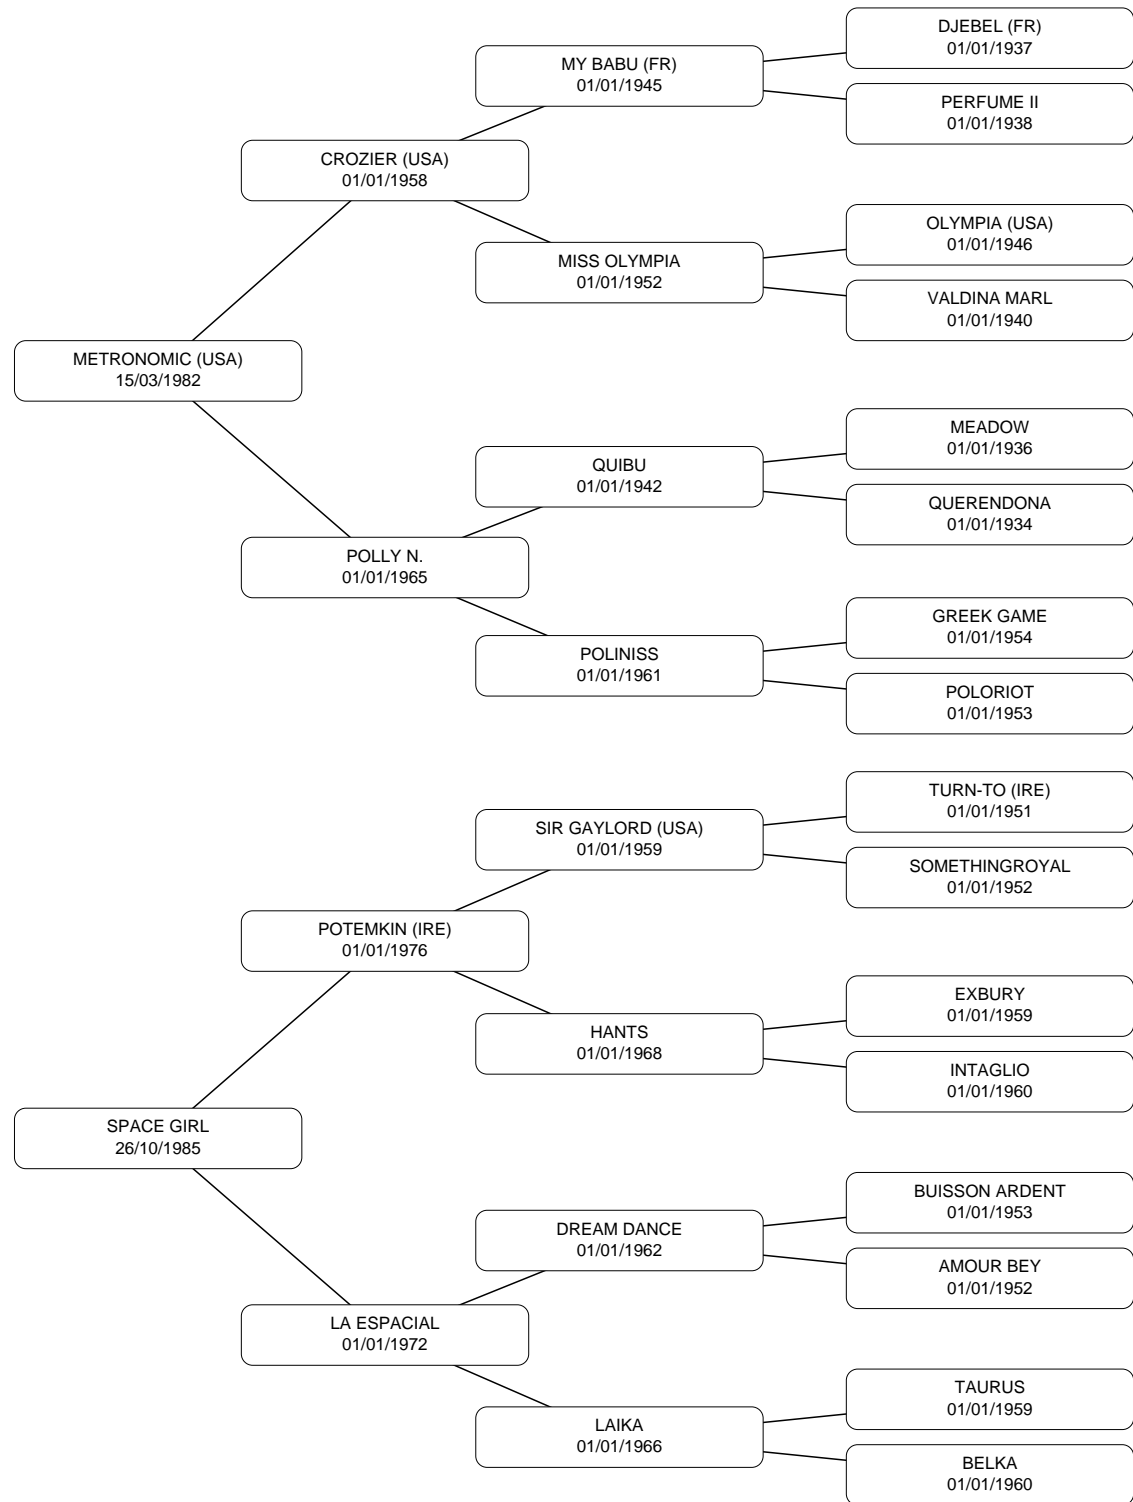 DJEBEL (FR)
01/01/1937
MY BABU (FR)
01/01/1945
PERFUME II
01/01/1938
CROZIER (USA)
01/01/1958
OLYMPIA (USA)
01/01/1946
MISS OLYMPIA
01/01/1952
VALDINA MARL
01/01/1940
METRONOMIC (USA)
15/03/1982
MEADOW
01/01/1936
QUIBU
01/01/1942
QUERENDONA
01/01/1934
POLLY N.
01/01/1965
GREEK GAME
01/01/1954
POLINISS
01/01/1961
POLORIOT
01/01/1953
TURN-TO (IRE)
01/01/1951
SIR GAYLORD (USA)
01/01/1959
SOMETHINGROYAL
01/01/1952
POTEMKIN (IRE)
01/01/1976
EXBURY
01/01/1959
HANTS
01/01/1968
INTAGLIO
01/01/1960
SPACE GIRL
26/10/1985
BUISSON ARDENT
01/01/1953
DREAM DANCE
01/01/1962
AMOUR BEY
01/01/1952
LA ESPACIAL
01/01/1972
TAURUS
01/01/1959
LAIKA
01/01/1966
BELKA
01/01/1960